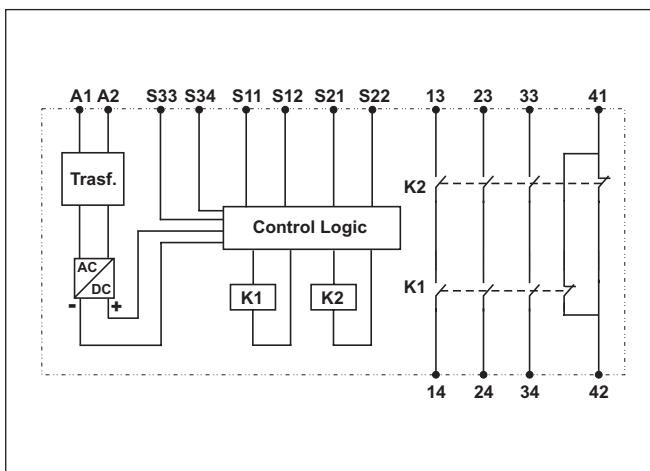 A1 A2 S33 S34 S11 S12 S21 S22 13 23 33 41
Trasf.
K2
Control Logic
AC
DC
- +
K1 K2
K1
14 24 34 42